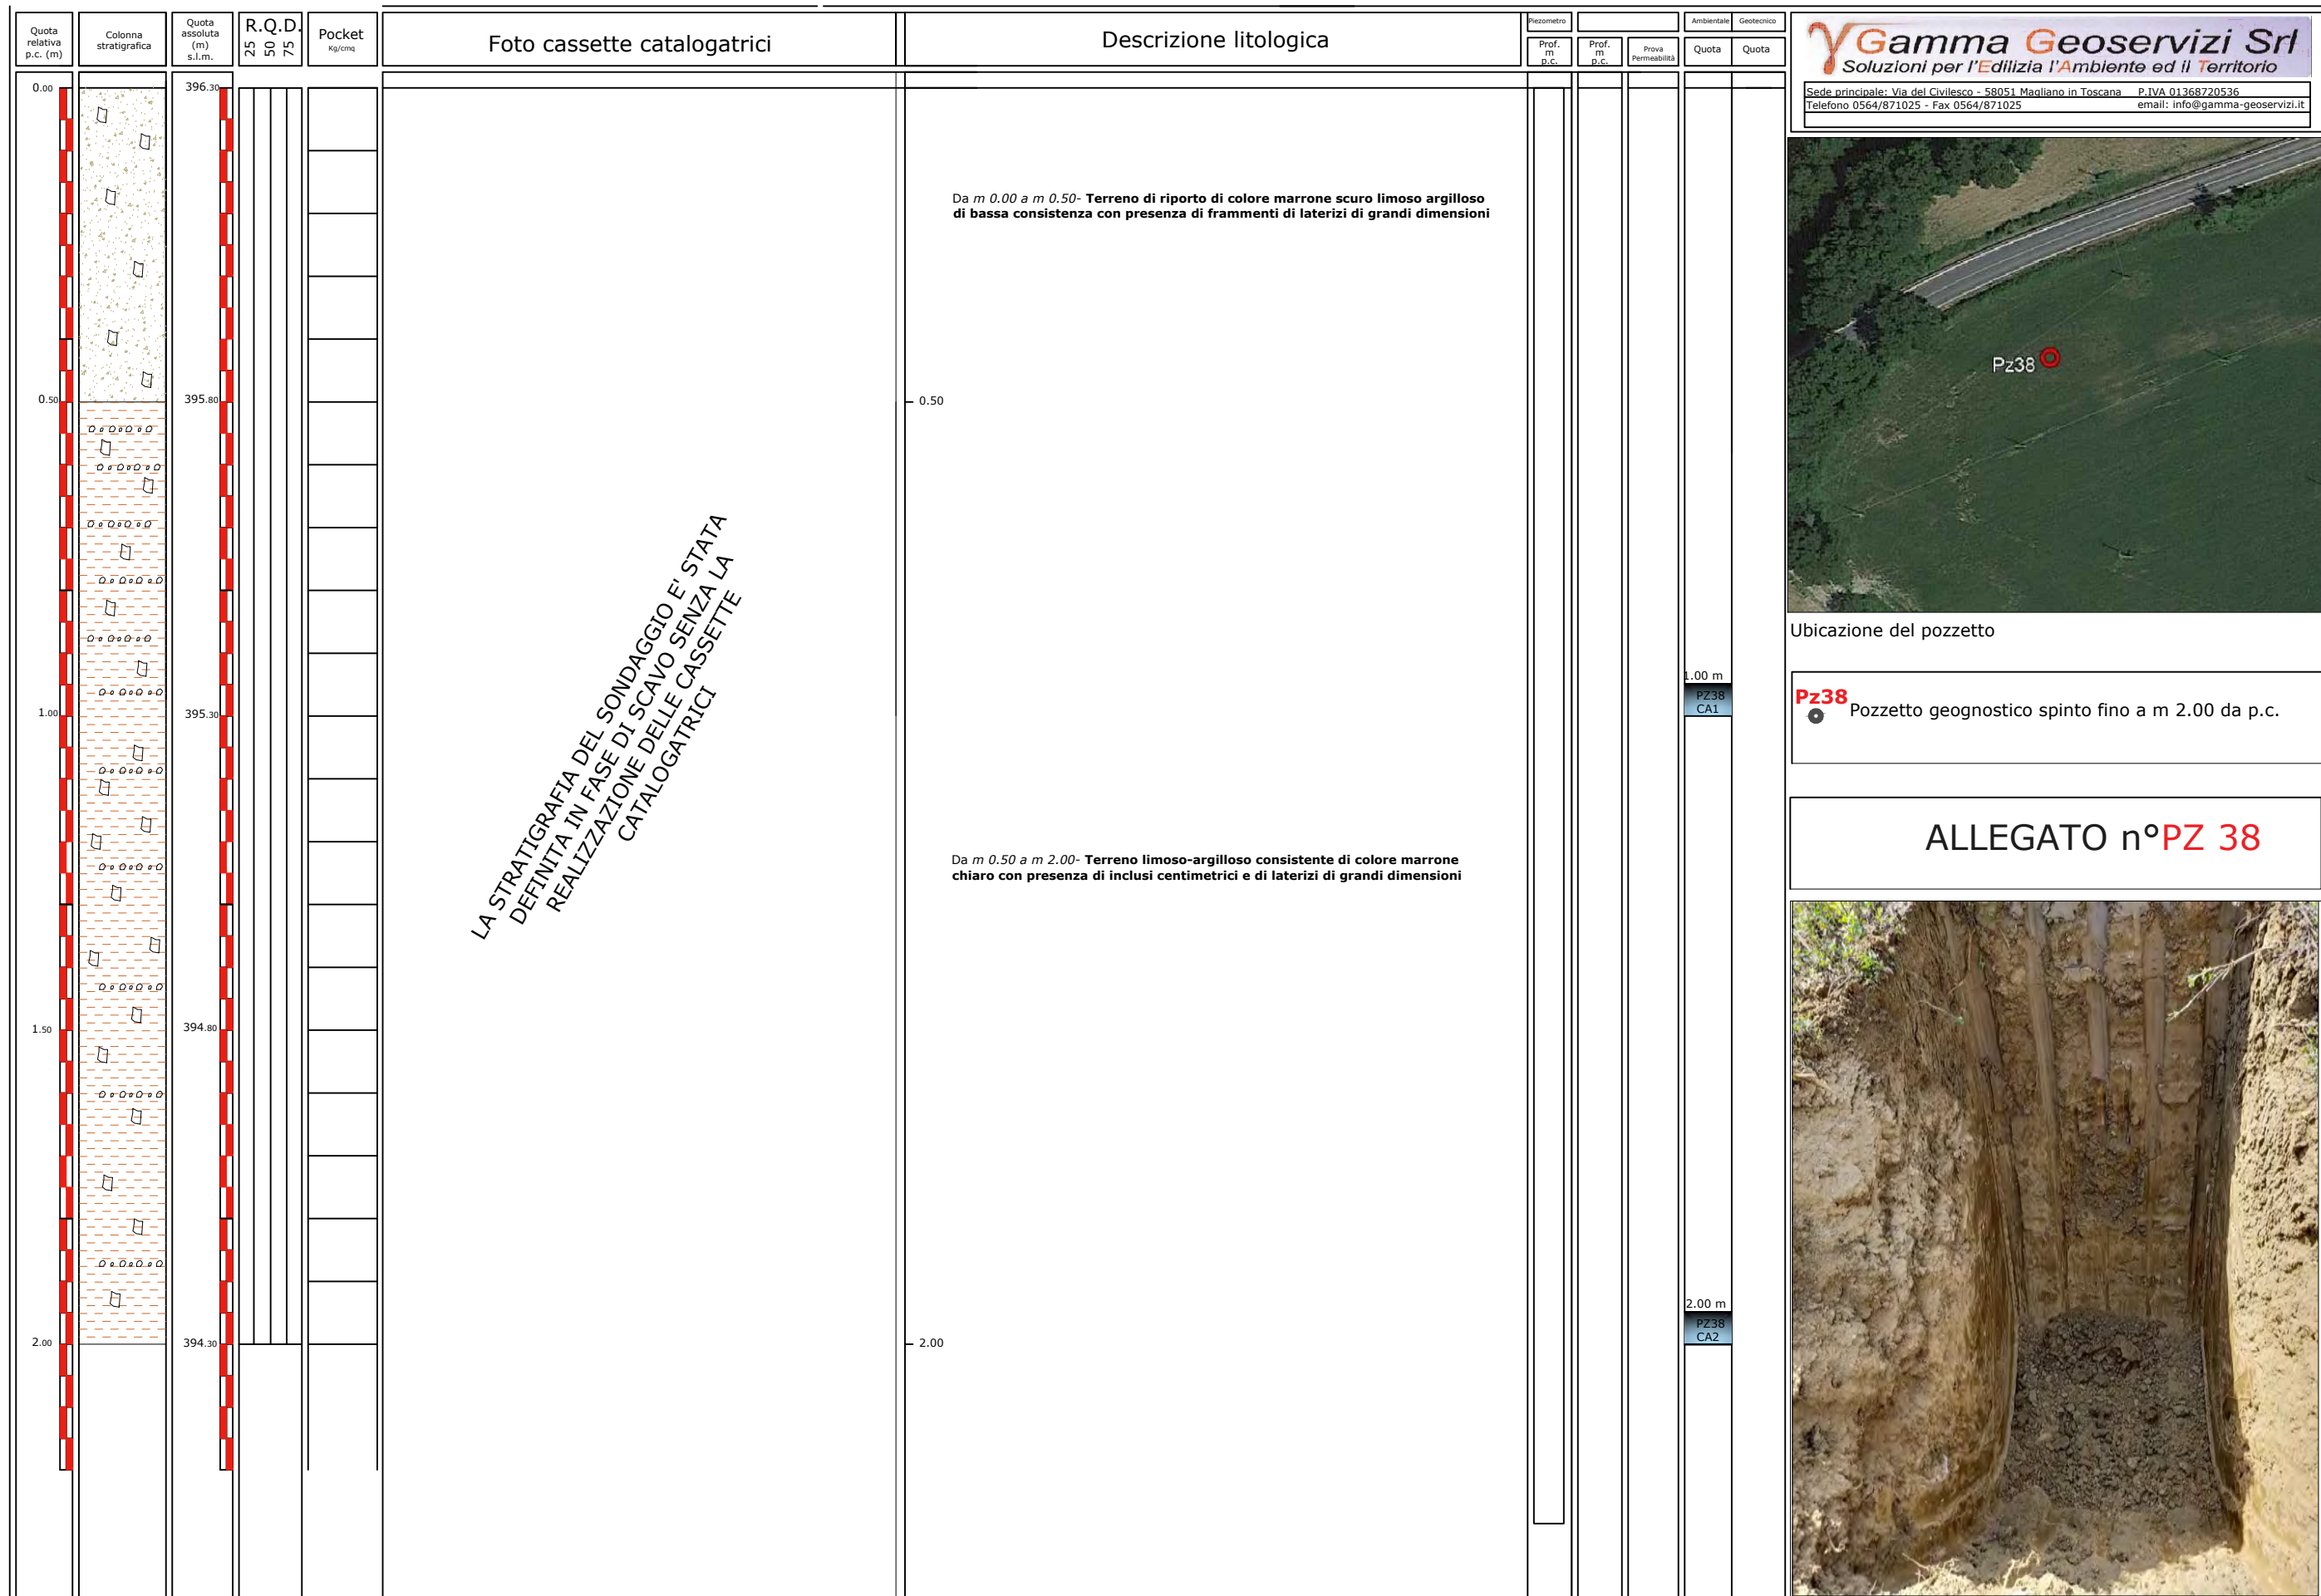 Quota
relativa
p.c. (m)
Colonna
stratigrafica
Quota
assoluta
(m)
s.l.m.
R.Q.D.
25
50
75
Pocket
Kg/cmq
Foto cassette catalogatrici
Descrizione litologica
Piezometro
Prof.
m
p.c.
Prof.
m
p.c.
Prova
Permeabilità
Ambientale
Geotecnico
Quota
Quota
γGamma Geoservizi Srl
Soluzioni per l'Edilizia l'Ambiente ed il Territorio
Sede principale: Via del Civilesco - 58051 Magliano in Toscana P.IVA 01368720536
Telefono 0564/871025 - Fax 0564/871025 email: info@gamma-geoservizi.it
0.00
396.30
Da m 0.00 a m 0.50- Terreno di riporto di colore marrone scuro limoso argilloso
di bassa consistenza con presenza di frammenti di laterizi di grandi dimensioni
Pz38
0.50
395.80
0.50
LA STRATIGRAFIA DEL SONDAGGIO E' STATA
DEFINITA IN FASE DI SCAVO SENZA LA
REALIZZAZIONE DELLE CASSETTE
CATALOGATRICI
Ubicazione del pozzetto
1.00
395.30
1.00 m
PZ38
CA1
Pz38
Pozzetto geognostico spinto fino a m 2.00 da p.c.
ALLEGATO n°PZ 38
Da m 0.50 a m 2.00- Terreno limoso-argilloso consistente di colore marrone
chiaro con presenza di inclusi centimetrici e di laterizi di grandi dimensioni
1.50
394.80
2.00
394.30
2.00
2.00 m
PZ38
CA2